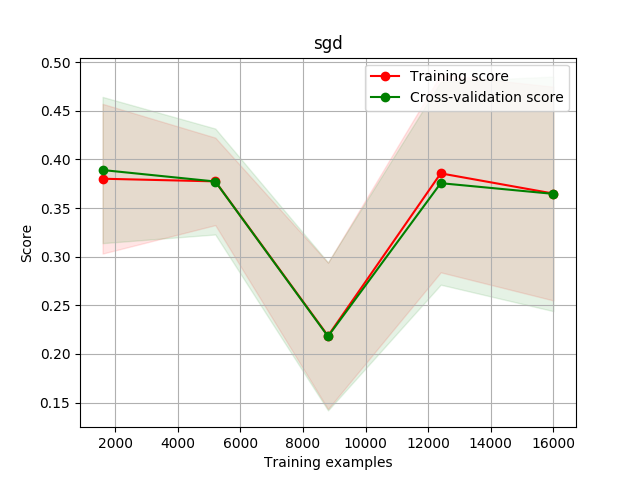 sgd
Training score
Cross-validation score
0.50
0.45
0.40
0.35
0.30
0.25
0.20
0.15
Score
2000 4000 6000 8000 10000 12000 14000 16000
Training examples